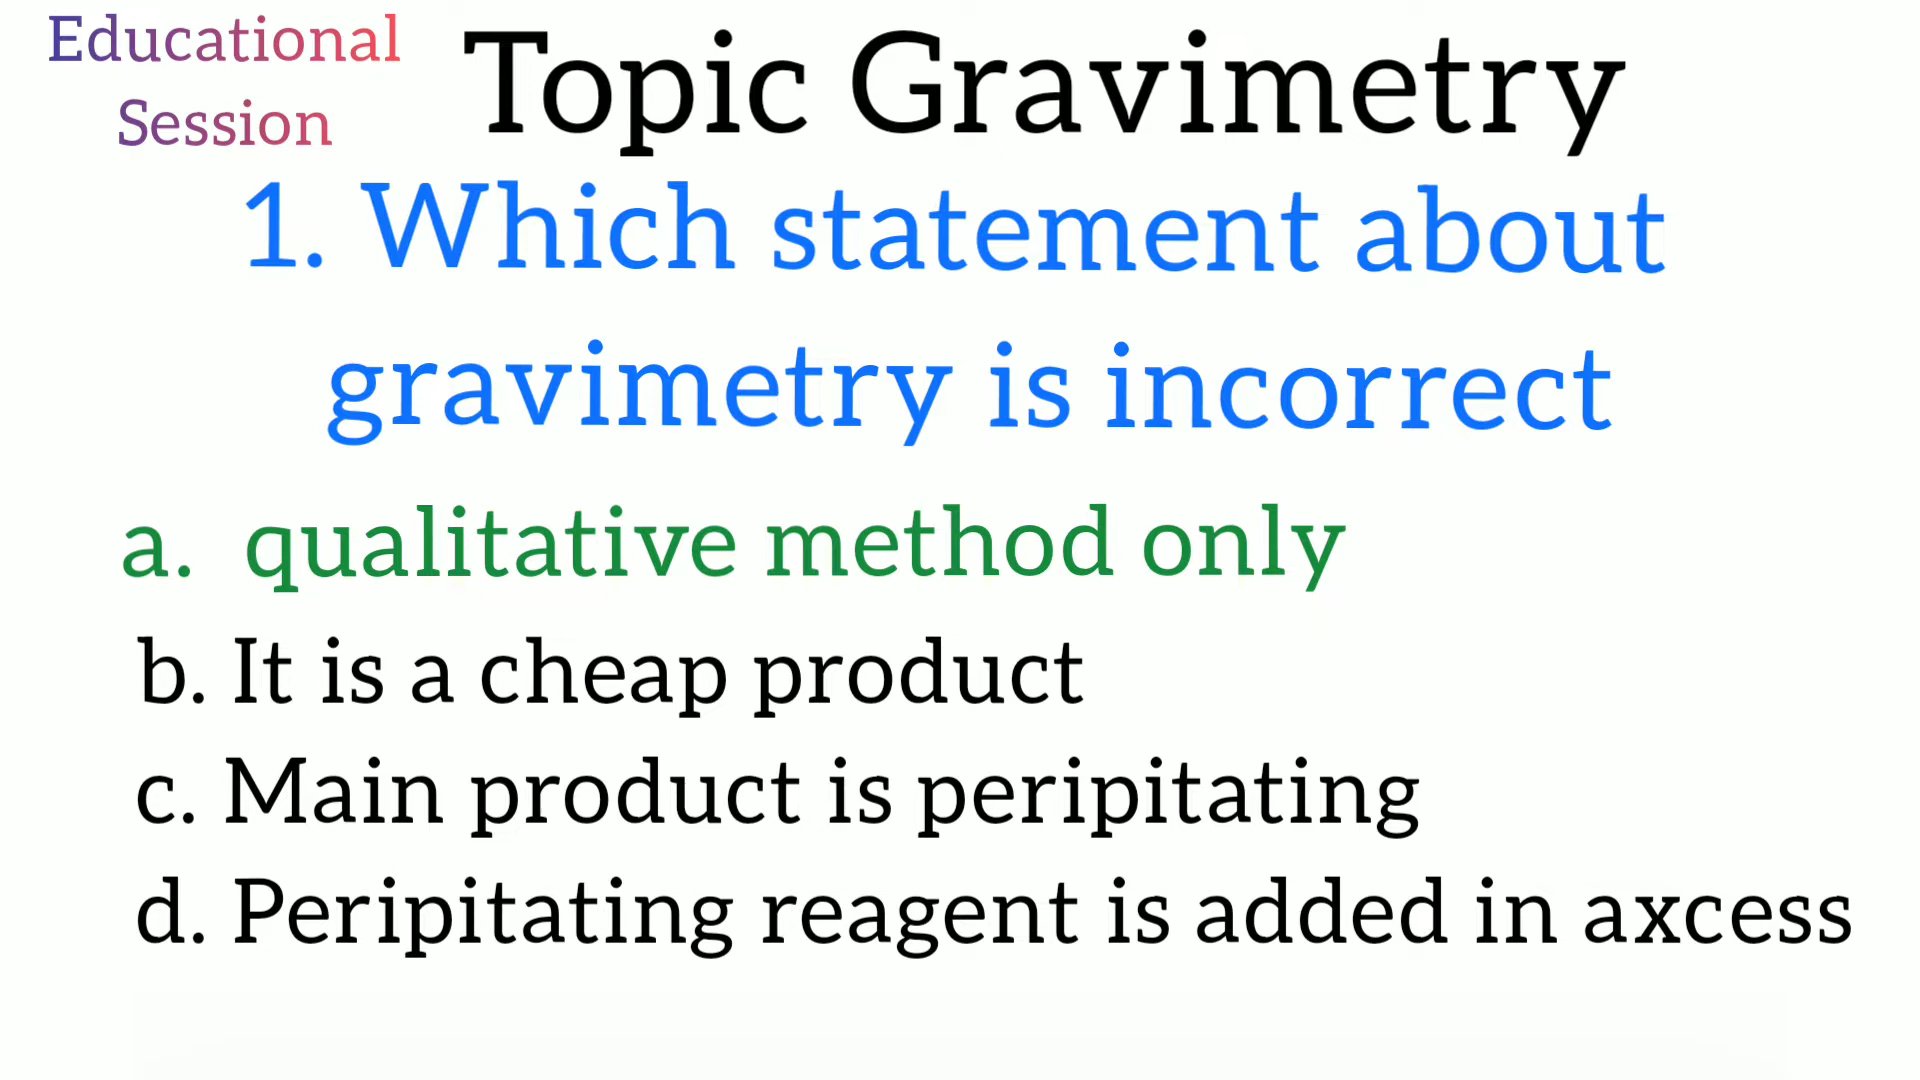 Educational
Session
Topic Gravimetry
1. Which statement about
gravimetry is incorrect
a. qualitative method only
b. It is a cheap product
c. Main product is peripitating
d. Peripitating reagent is added in axcess